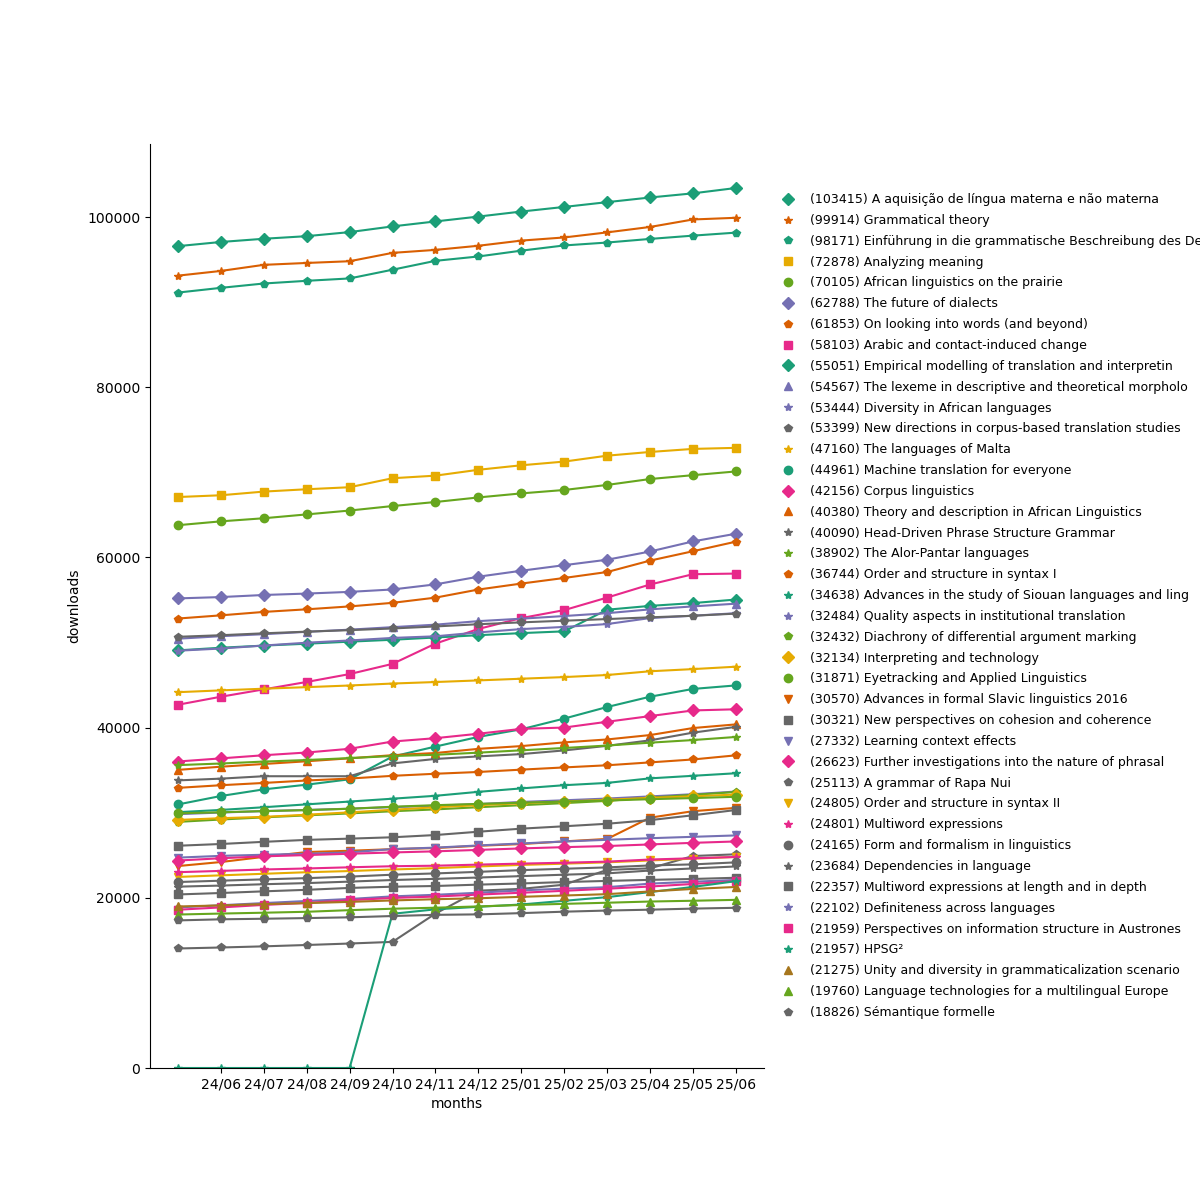 100000
80000
60000
40000
20000
0
downloads
24/06 24/07 24/08 24/09 24/10 24/11 24/12 25/01 25/02 25/03 25/04 25/05 25/06
months
(103415) A aquisição de língua materna e não materna
(99914) Grammatical theory
(98171) Einführung in die grammatische Beschreibung des De
(72878) Analyzing meaning
(70105) African linguistics on the prairie
(62788) The future of dialects
(61853) On looking into words (and beyond)
(58103) Arabic and contact-induced change
(55051) Empirical modelling of translation and interpretin
(54567) The lexeme in descriptive and theoretical morpholo
(53444) Diversity in African languages
(53399) New directions in corpus-based translation studies
(47160) The languages of Malta
(44961) Machine translation for everyone
(42156) Corpus linguistics
(40380) Theory and description in African Linguistics
(40090) Head-Driven Phrase Structure Grammar
(38902) The Alor-Pantar languages
(36744) Order and structure in syntax I
(34638) Advances in the study of Siouan languages and ling
(32484) Quality aspects in institutional translation
(32432) Diachrony of differential argument marking
(32134) Interpreting and technology
(31871) Eyetracking and Applied Linguistics
(30570) Advances in formal Slavic linguistics 2016
(30321) New perspectives on cohesion and coherence
(27332) Learning context effects
(26623) Further investigations into the nature of phrasal
(25113) A grammar of Rapa Nui
(24805) Order and structure in syntax II
(24801) Multiword expressions
(24165) Form and formalism in linguistics
(23684) Dependencies in language
(22357) Multiword expressions at length and in depth
(22102) Definiteness across languages
(21959) Perspectives on information structure in Austrones
(21957) HPSG²
(21275) Unity and diversity in grammaticalization scenario
(19760) Language technologies for a multilingual Europe
(18826) Sémantique formelle